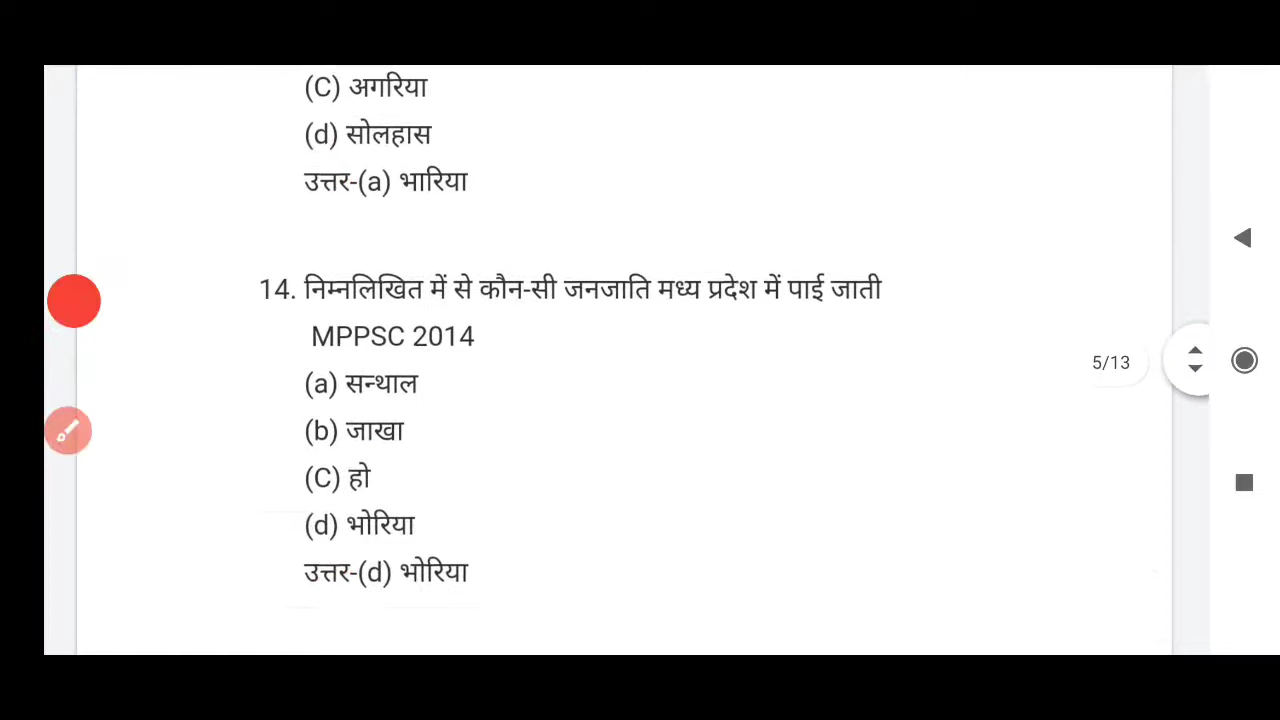 (C) अगरिया
(d) सोलहास
उत्तर-(a) भारिया
14. निम्नलिखित में से कौन-सी जनजाति मध्य प्रदेश में पाई जाती
MPPSC 2014
(a) सन्थाल
(b) जाखा
(C) हो
(d) भोरिया
उत्तर-(d) भोरिया
5/13